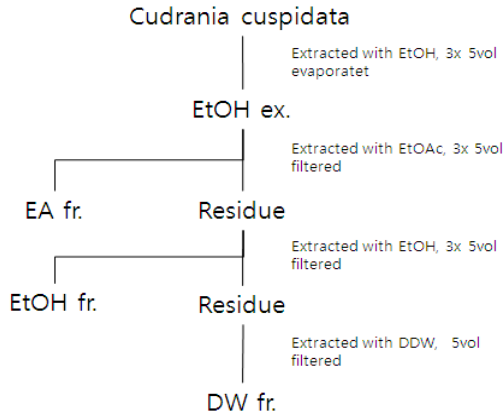 Cudrania cuspidata
Extracted with EtOH, 3x 5vol
evaporatet
EtOH ex.
Extracted with EtOAc, 3x 5vol
filtered
EA fr.
Residue
Extracted with EtOH, 3x 5vol
filtered
EtOH fr.
Residue
Extracted with DDW, 5vol
filtered
DW fr.